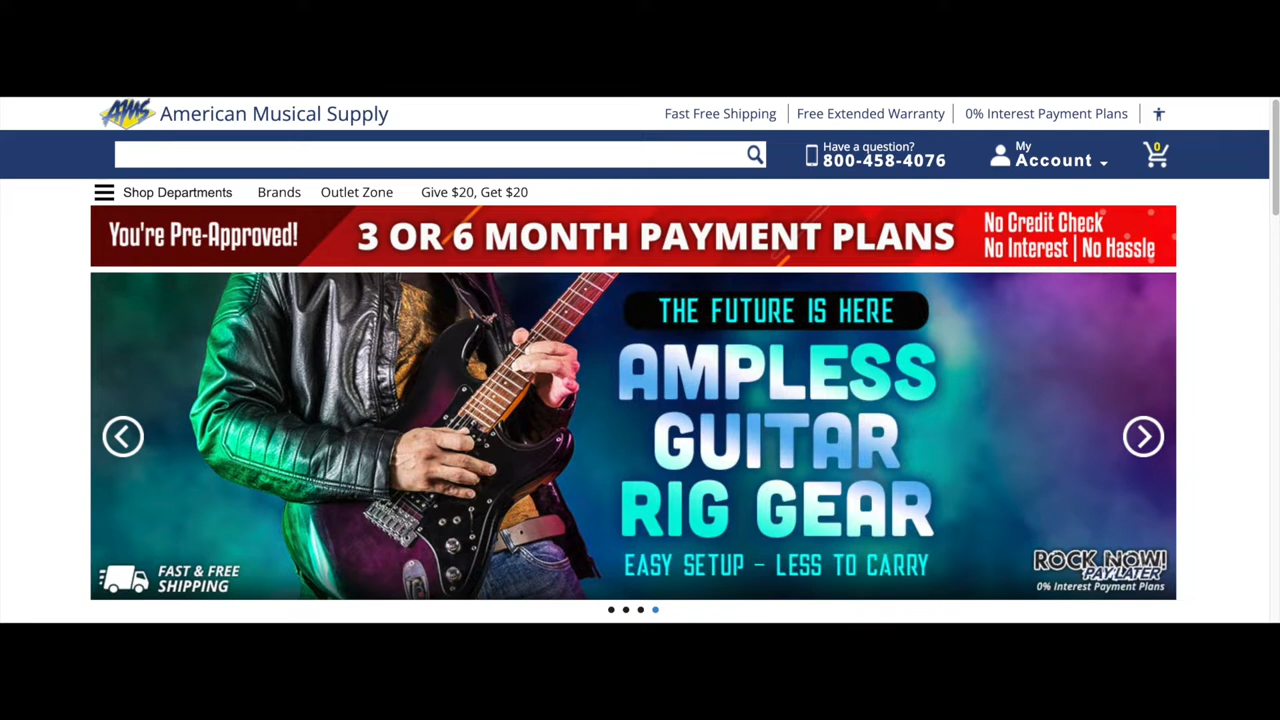 AMS American Musical Supply
Fast Free Shipping
Free Extended Warranty
0% Interest Payment Plans
Have a question?
800-458-4076
My
Account
0
Shop Departments
Brands
Outlet Zone
Give $20, Get $20
You're Pre-Approved!
3 OR 6 MONTH PAYMENT PLANS
No Credit Check
No Interest | No Hassle
THE FUTURE IS HERE
AMPLESS
GUITAR
RIG GEAR
EASY SETUP - LESS TO CARRY
FAST & FREE
SHIPPING
ROCK NOW!
PAY LATER
0% Interest Payment Plans